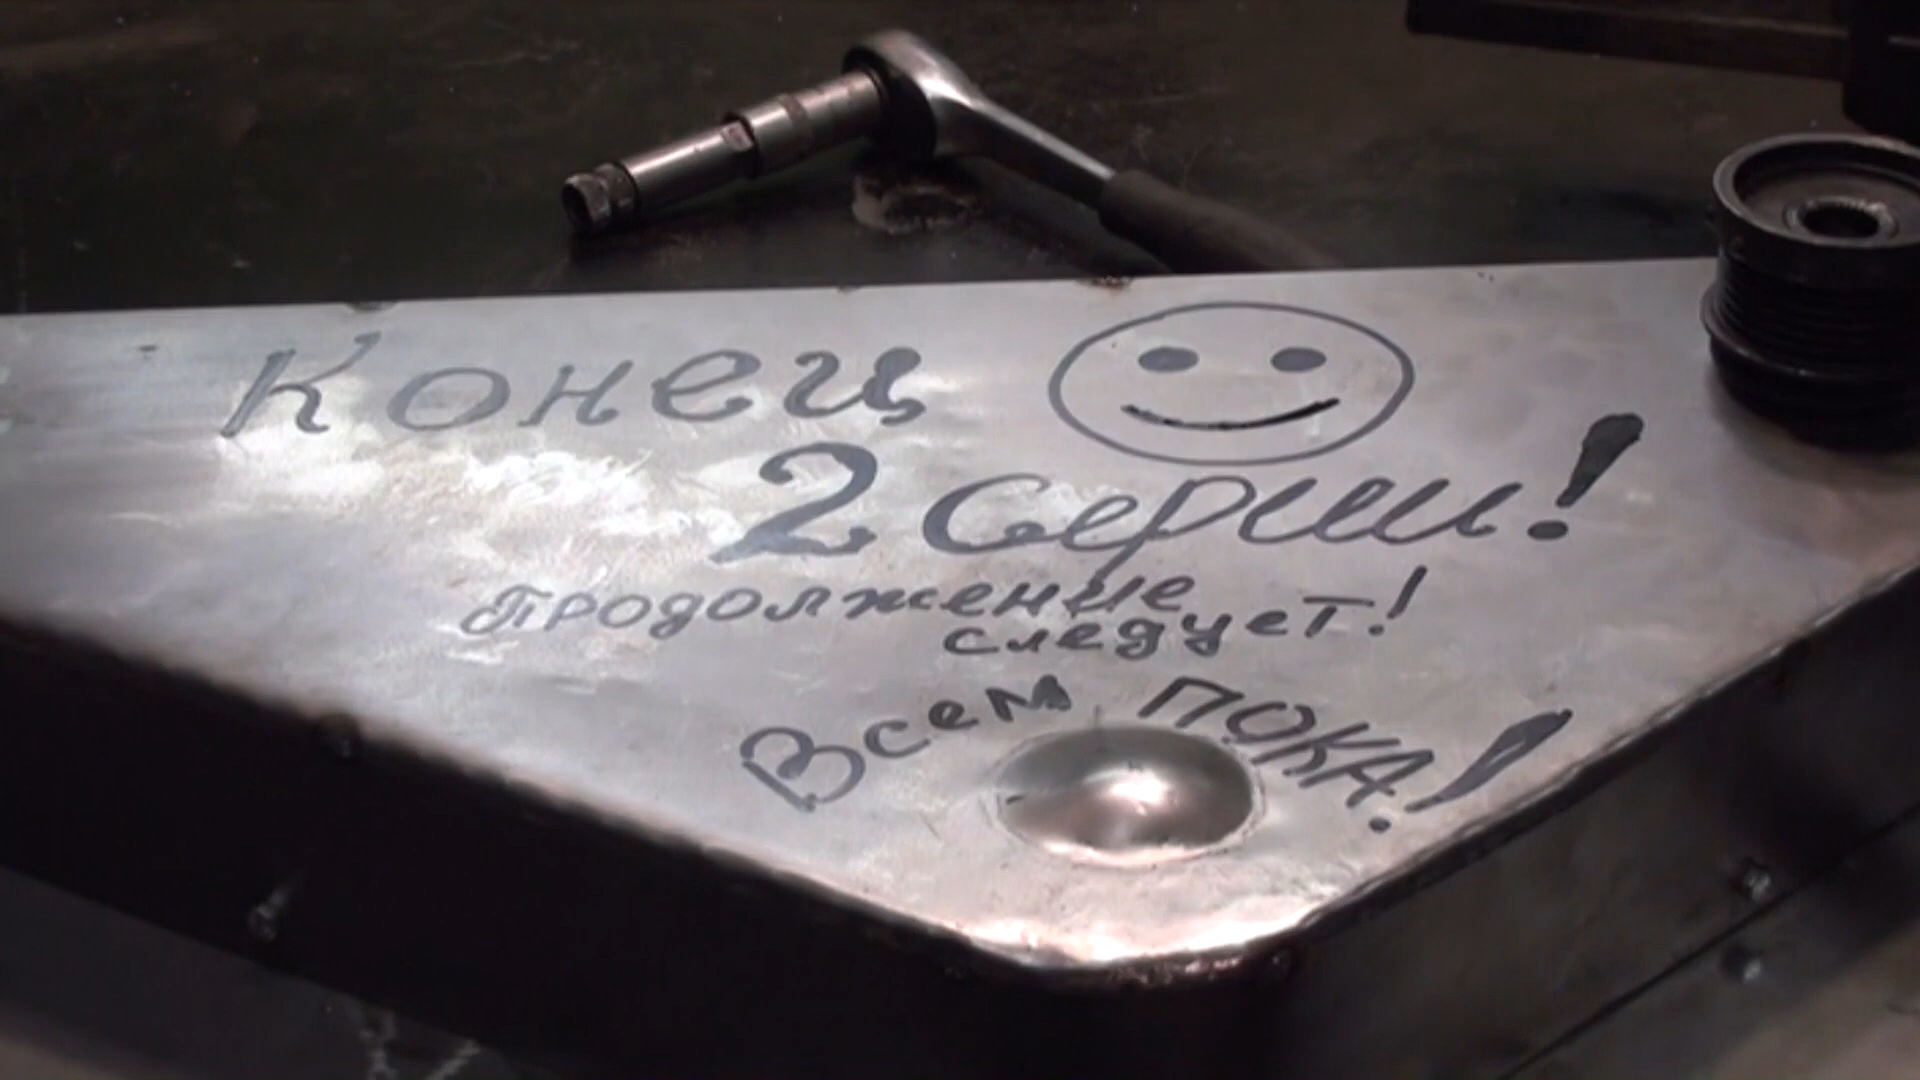 Конец
2 серии!
Продолжение
следует!
Всем ПОКА!